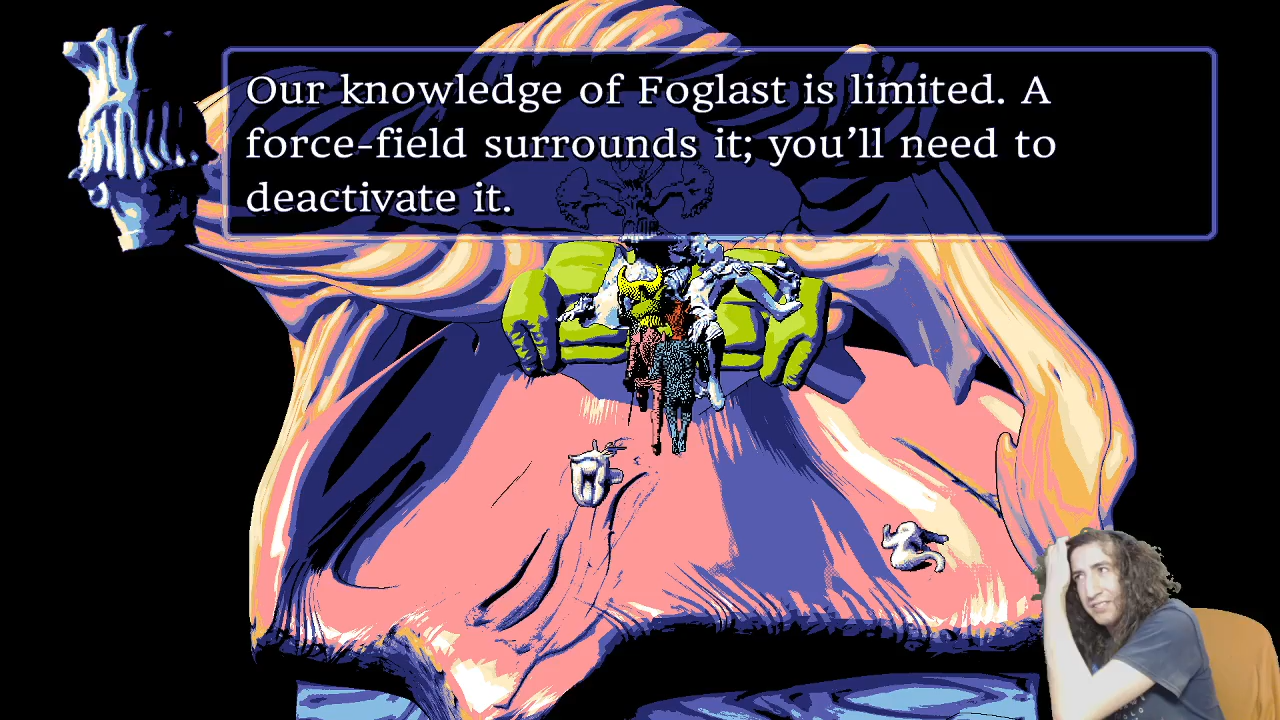 Our knowledge of Foglast is limited. A
force-field surrounds it; you’ll need to
deactivate it.